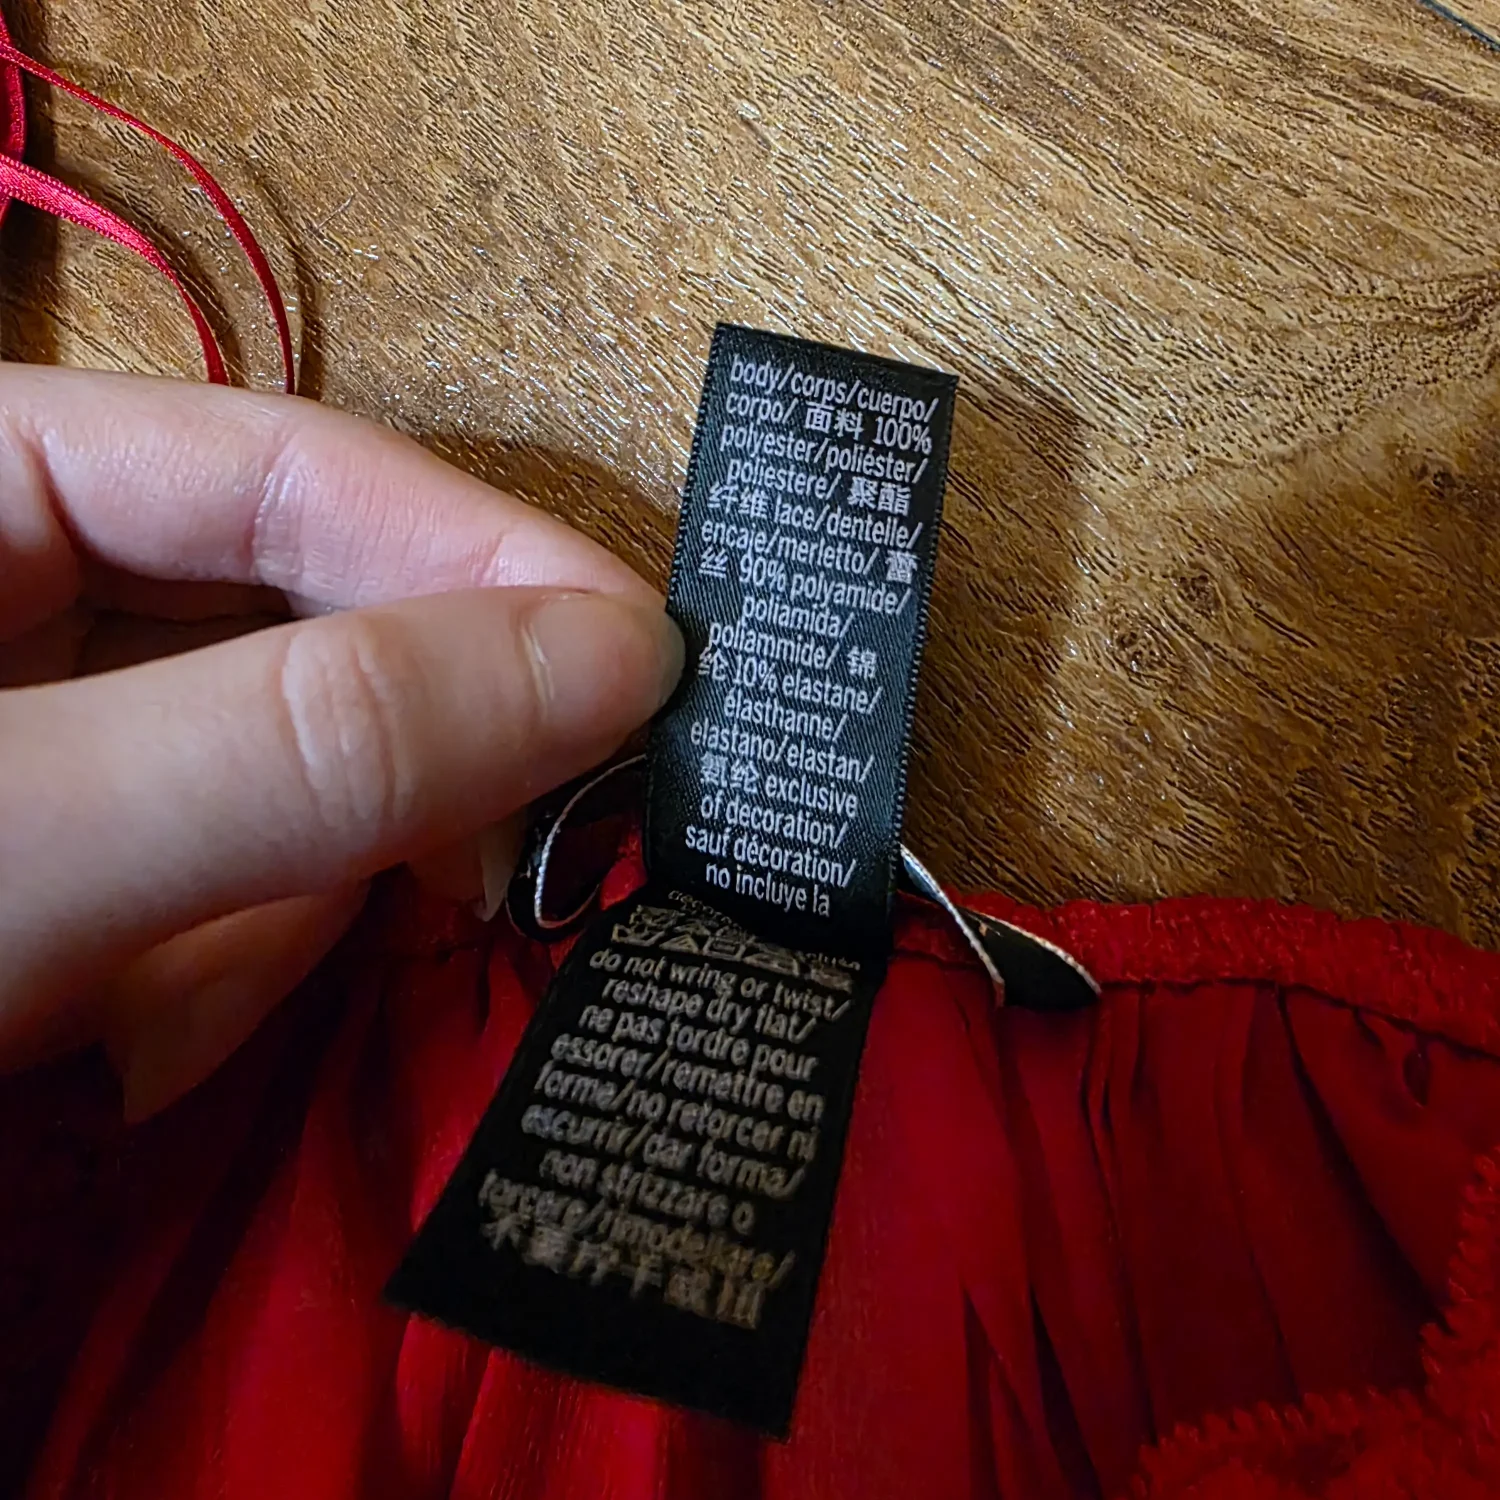 body/corps/cuerpo/
corpo/ 面料 100%
polyester/poliéster/
poliestere/ 聚酯
纤维 lace/dentelle/
encaje/merletto/ 蕾
丝 90% polyamide/
poliamida/
poliammide/ 锦
纶 10% elastane/
élasthanne/
elastano/elastan/
氨纶 exclusive
of decoration/
sauf décoration/
no incluye la
do not wring or twist/
reshape dry flat/
ne pas tordre pour
essorer/remettre en
forme/no retorcer ni
escurrir/dar forma/
non strizzare o
torcere/rimodellare/